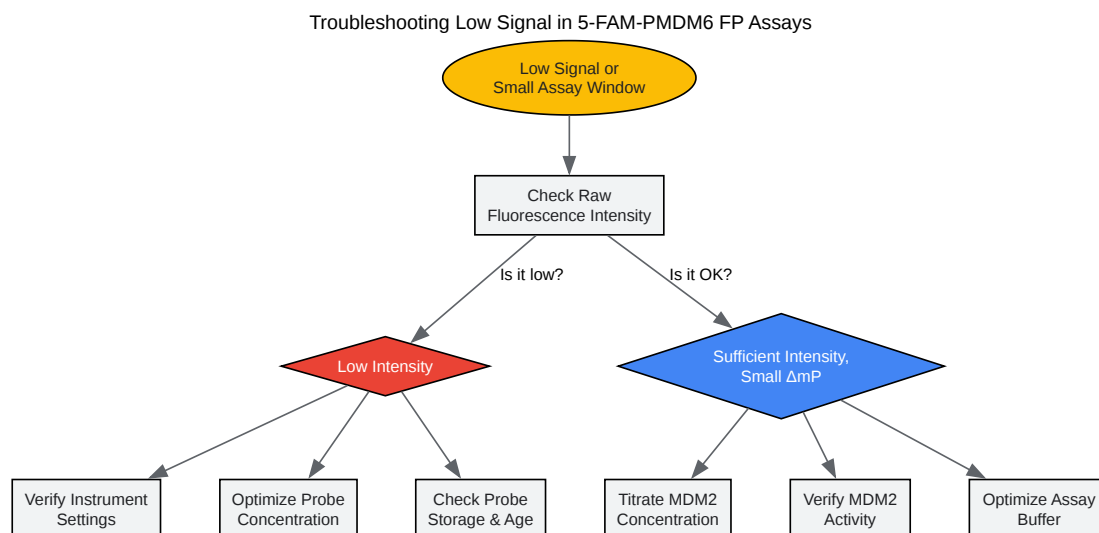 Troubleshooting Low Signal in 5-FAM-PMDM6 FP Assays
Low Signal or
Small Assay Window
Check Raw
Fluorescence Intensity
Is it low?
Is it OK?
Low Intensity
Sufficient Intensity,
Small ΔmP
Verify Instrument
Settings
Optimize Probe
Concentration
Check Probe
Storage & Age
Titrate MDM2
Concentration
Verify MDM2
Activity
Optimize Assay
Buffer